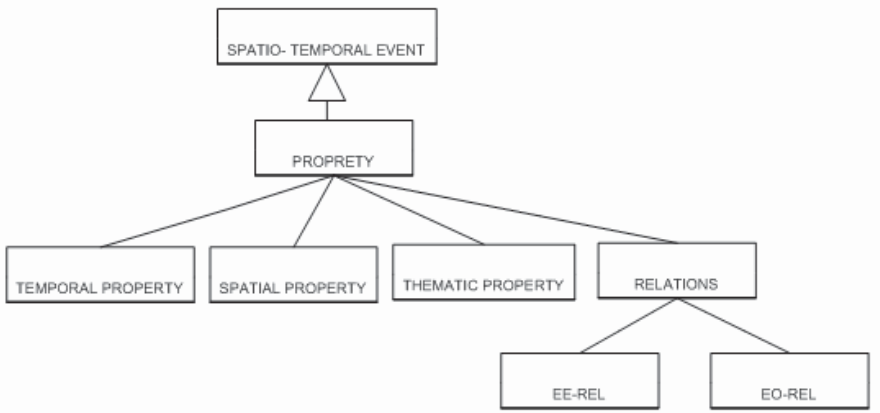 SPATIO- TEMPORAL EVENT
PROPRETY
TEMPORAL PROPERTY
SPATIAL PROPERTY
THEMATIC PROPERTY
RELATIONS
EE-REL
EO-REL